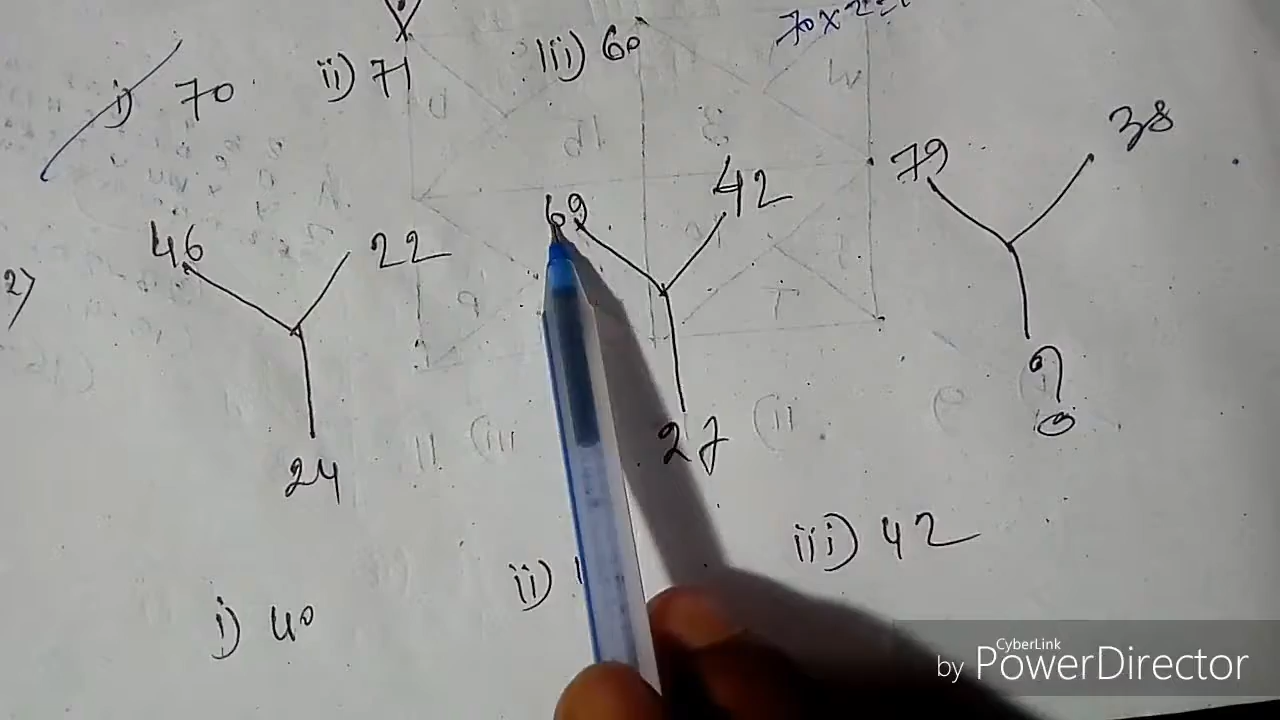 i) 70 ii) 71 iii) 60
2) 46 22 69 42 79 38
24 27 ?
i) 40 ii) iii) 42
CyberLink
by PowerDirector